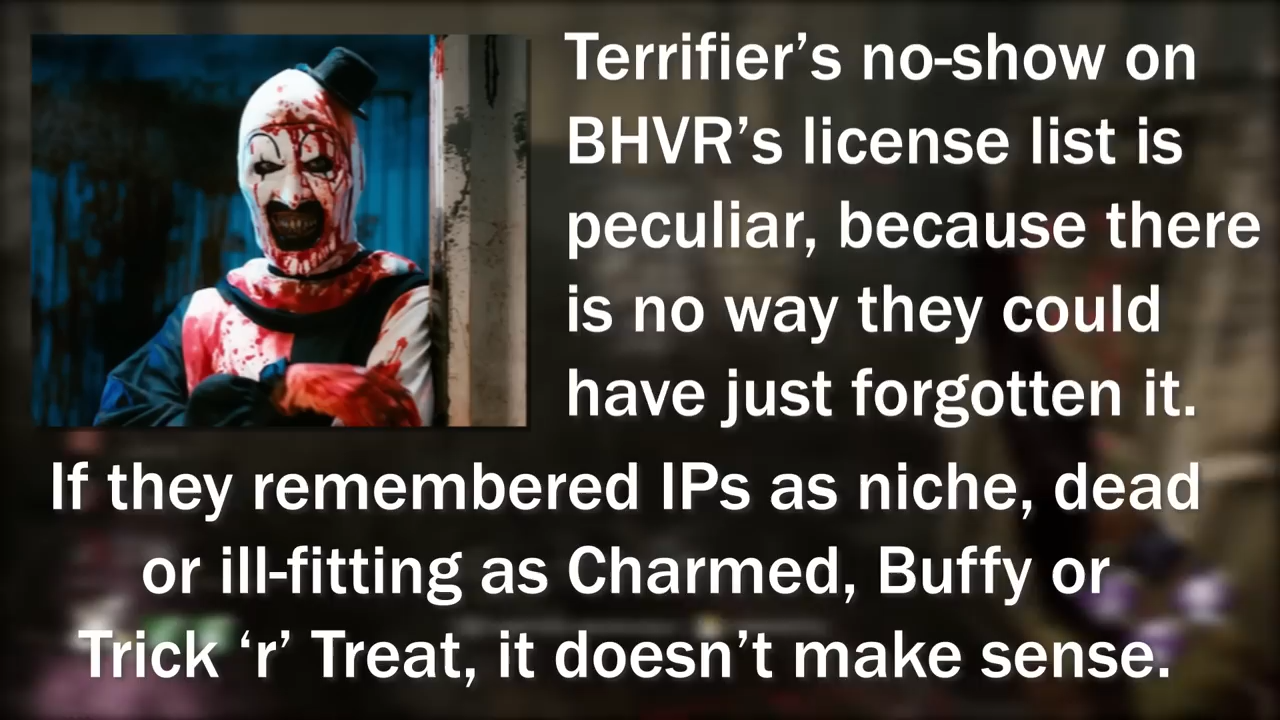 Terrifier’s no-show on
BHVR’s license list is
peculiar, because there
is no way they could
have just forgotten it.
If they remembered IPs as niche, dead
or ill-fitting as Charmed, Buffy or
Trick ‘r’ Treat, it doesn’t make sense.